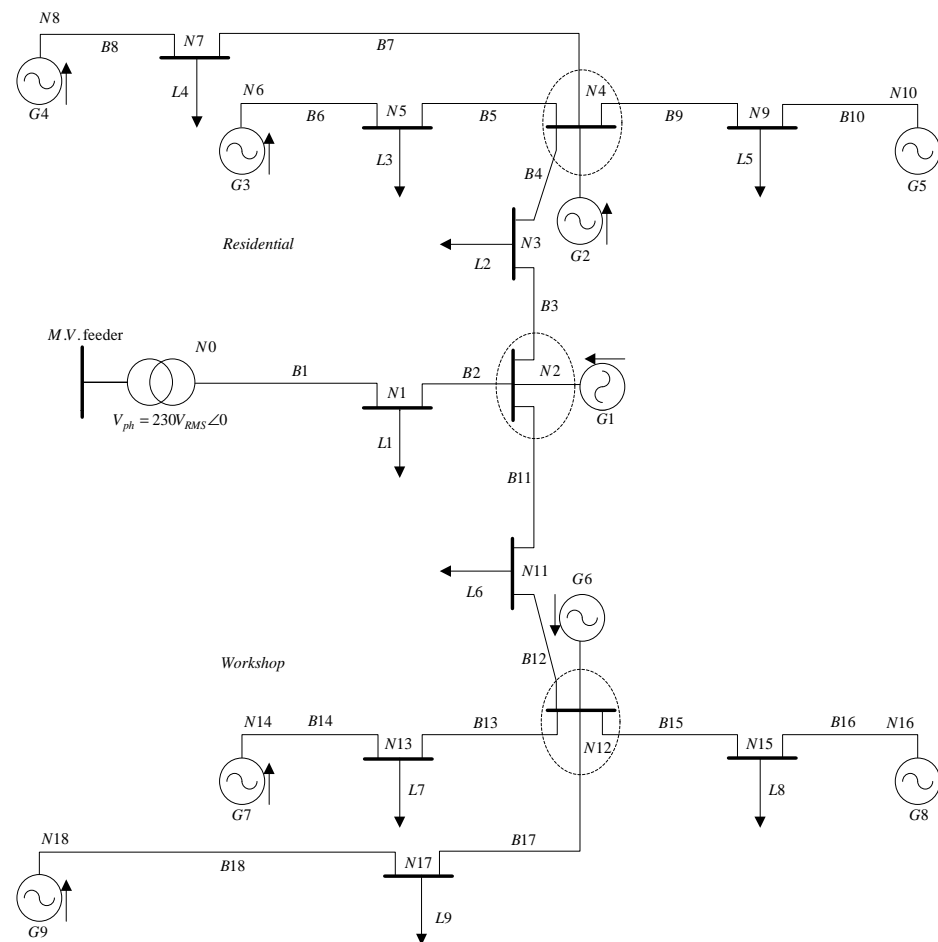 N8
B8
N7
B7
G4
L4
N6
B6
N5
B5
N4
B9
N9
N10
B10
G3
L3
B4
L5
G5
Residential
N3
G2
L2
B3
M.V. feeder
N0
B1
N1
B2
N2
V_ph = 230V_RMS∠0
L1
G1
B11
N11
G6
L6
B12
Workshop
N14
B14
N13
B13
N12
B15
N15
B16
N16
G7
L7
L8
G8
N18
B18
N17
B17
G9
L9